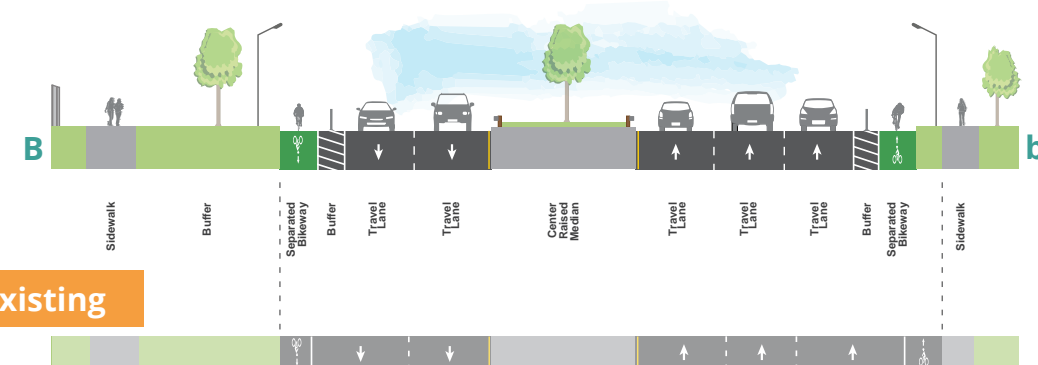 B
b
Sidewalk
Buffer
Separated
Bikeway
Buffer
Travel
Lane
Travel
Lane
Center
Raised
Median
Travel
Lane
Travel
Lane
Travel
Lane
Buffer
Separated
Bikeway
Sidewalk
xisting